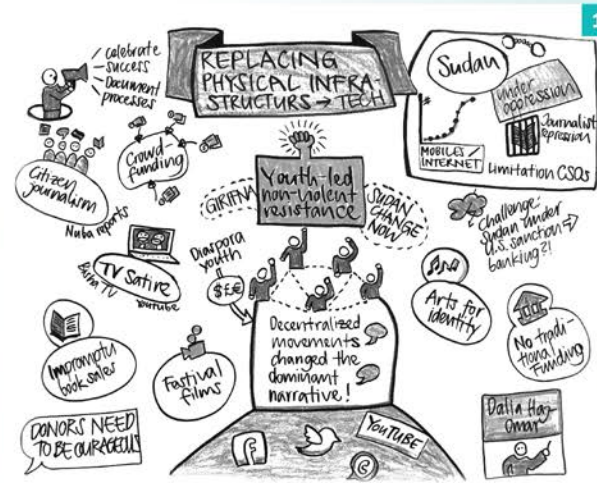 celebrate
success
Document
processes
REPLACING
PHYSICAL INFRA-
STRUCTURS → TECH
Sudan
under
oppression
Journalist
repression
MOBILES /
INTERNET
Limitation CSOs
Citizen
journalism
Nuba reports
Crowd-
funding
GIRIFNA
Youth-led
non-violent
resistance
SUDAN
CHANGE
NOW
Challenge:
Sudan under
U.S. sanction →
banking?!
TV Satire
Youtube
Diaspora
youth
$£€
Arts for
identity
No tradi-
tional
Funding
Impromptu
book sales
Festival
films
Decentralized
movements
changed the
dominant
narrative!
DONORS NEED
TO BE COURAGEOUS
YOUTUBE
f
Dalia Haj-
Omar